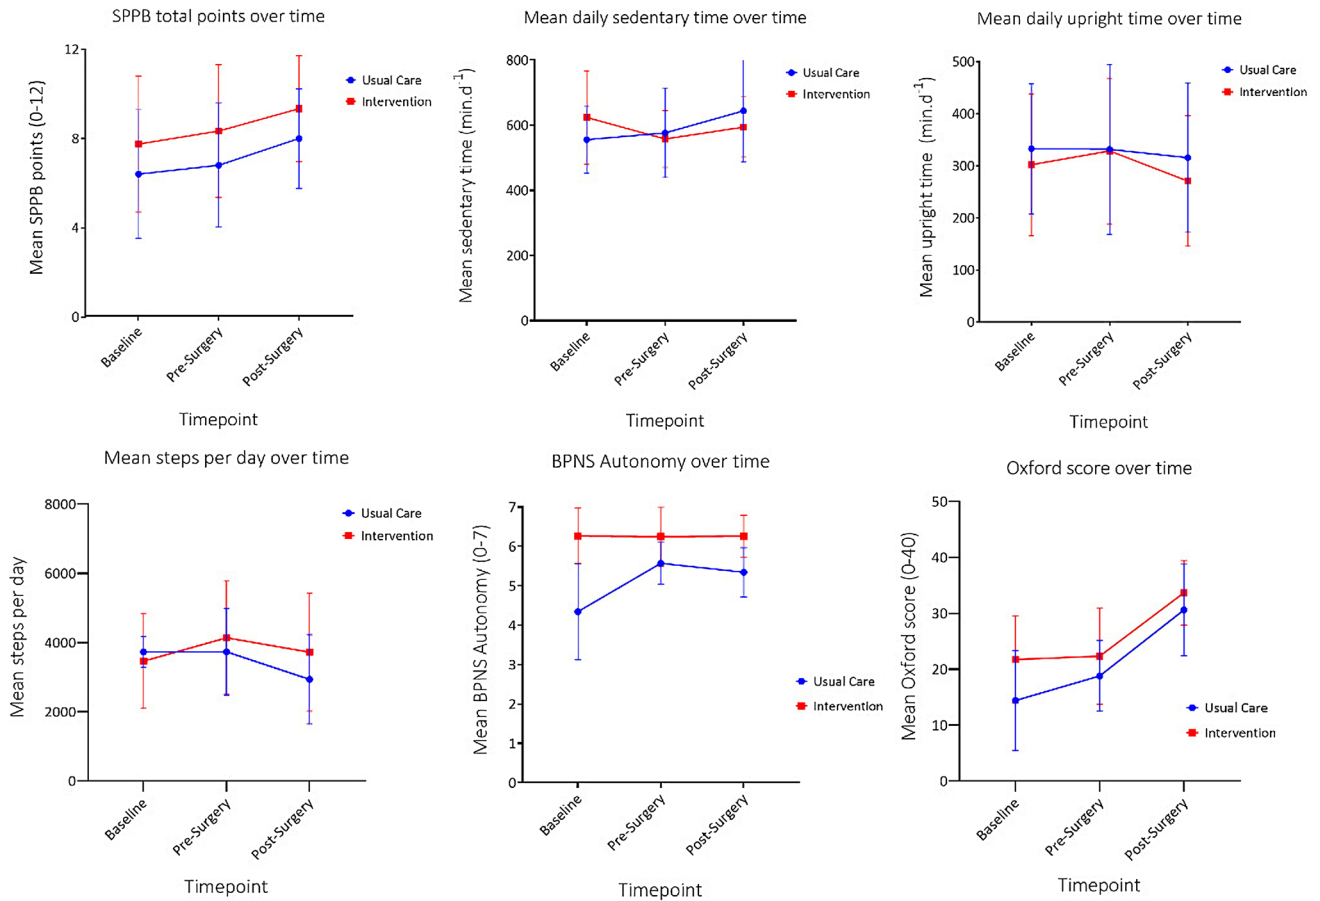 SPPB total points over time
Mean SPPB points (0-12)
12
8
4
0
Usual Care
Intervention
Baseline
Pre-Surgery
Post-Surgery
Timepoint
Mean daily sedentary time over time
Mean sedentary time (min.d-1)
800
600
400
200
0
Usual Care
Intervention
Baseline
Pre-Surgery
Post-Surgery
Timepoint
Mean daily upright time over time
Mean upright time (min.d-1)
500
400
300
200
100
0
Usual Care
Intervention
Baseline
Pre-Surgery
Post-Surgery
Timepoint
Mean steps per day over time
Mean steps per day
8000
6000
4000
2000
0
Usual Care
Intervention
Baseline
Pre-Surgery
Post-Surgery
Timepoint
BPNS Autonomy over time
Mean BPNS Autonomy (0-7)
7
6
5
4
3
2
1
0
Usual Care
Intervention
Baseline
Pre-Surgery
Post-Surgery
Timepoint
Oxford score over time
Mean Oxford score (0-40)
50
40
30
20
10
0
Usual Care
Intervention
Baseline
Pre-Surgery
Post-Surgery
Timepoint